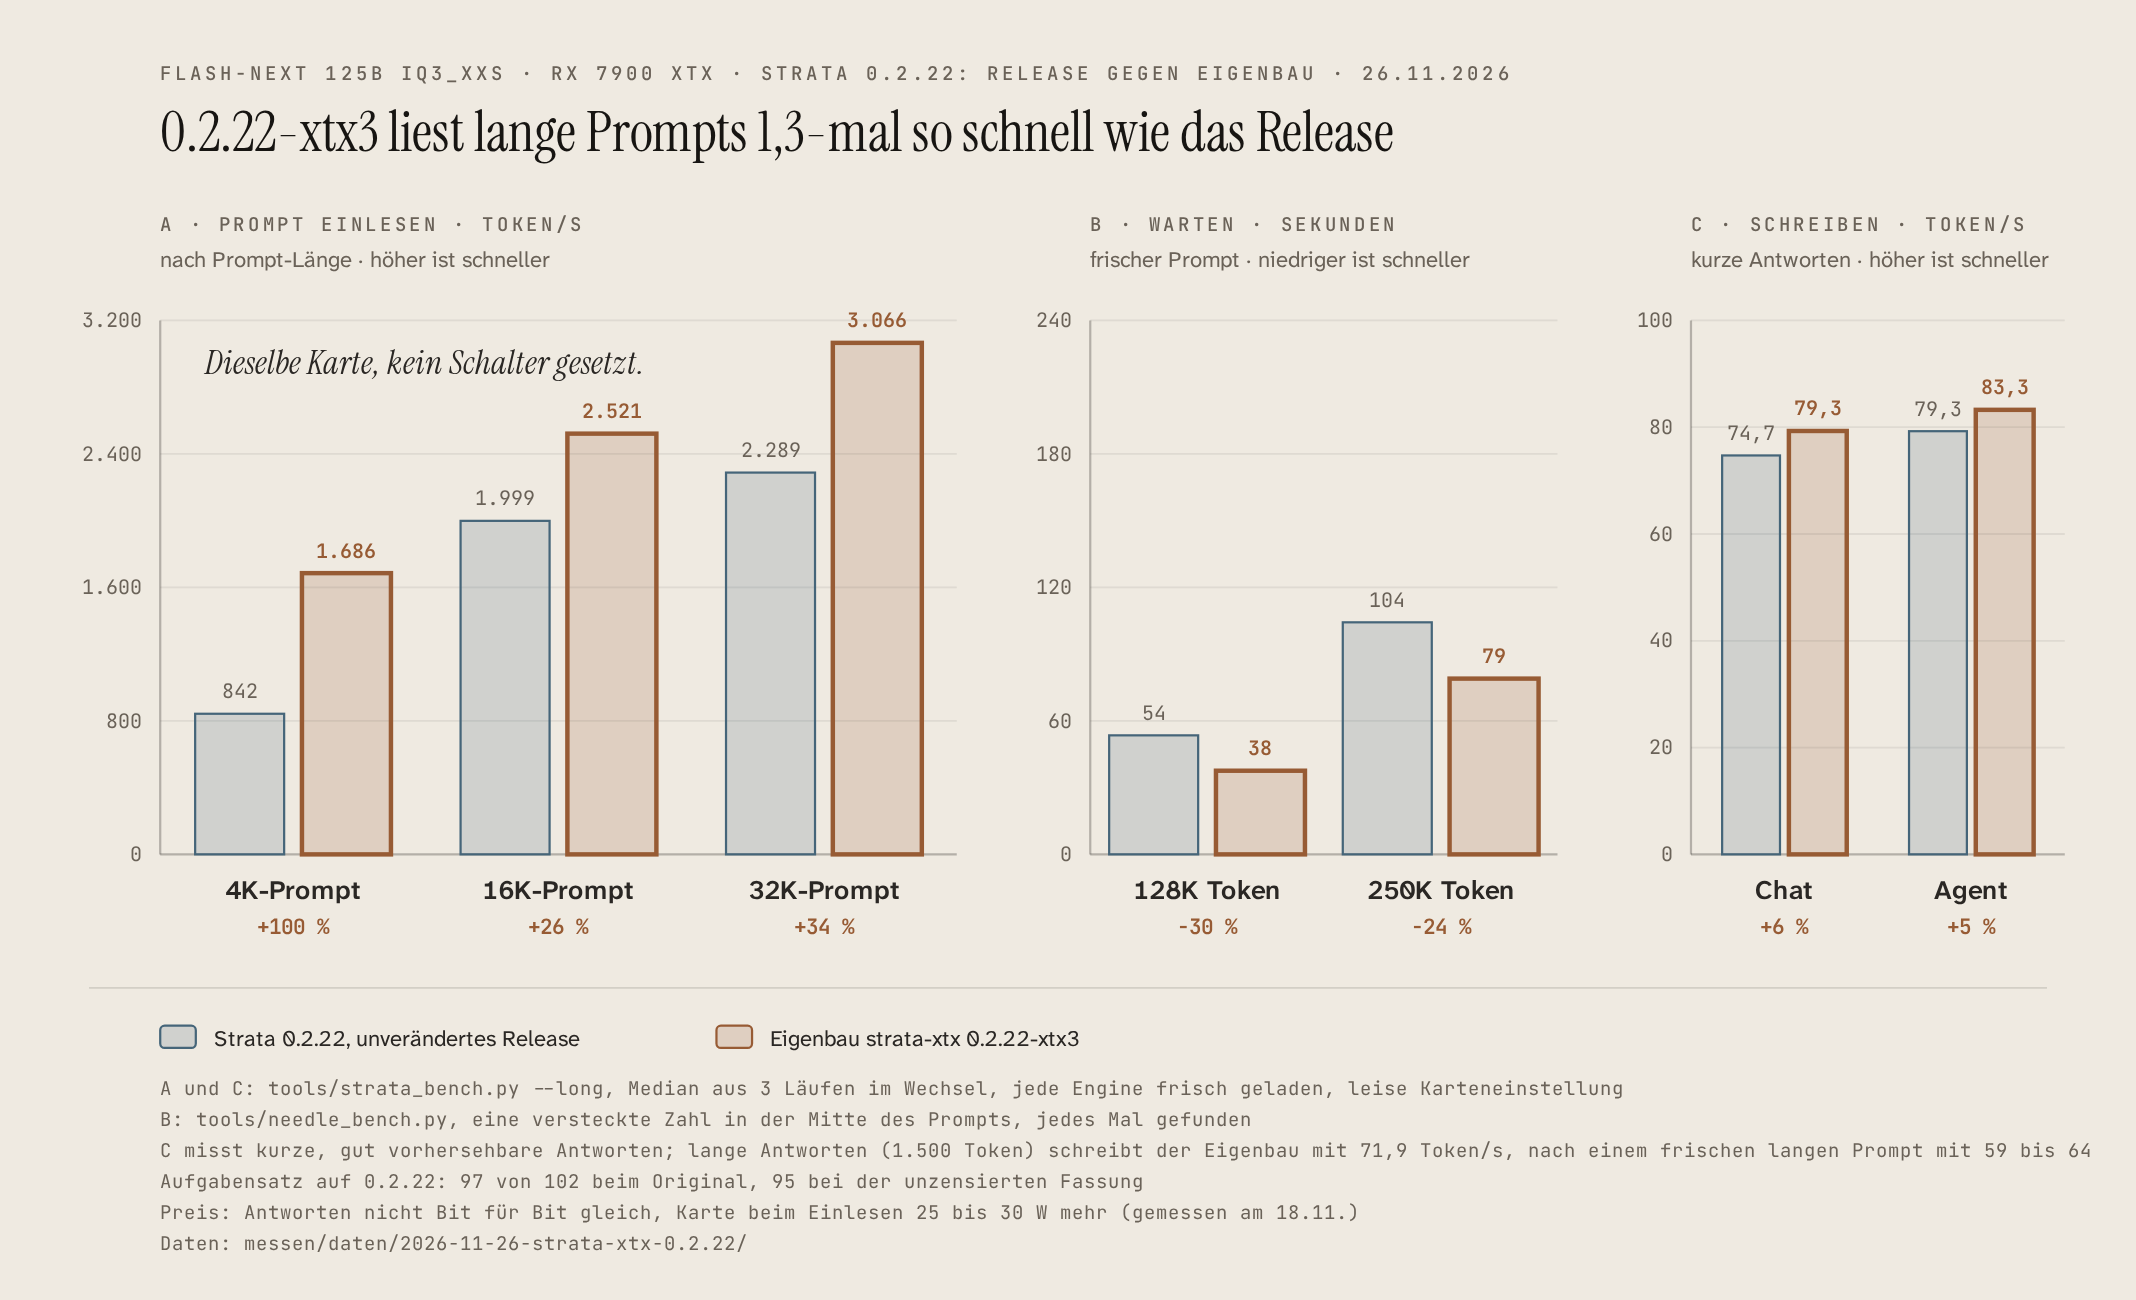 FLASH-NEXT 125B IQ3_XXS · RX 7900 XTX · STRATA 0.2.22: RELEASE GEGEN EIGENBAU · 26.11.2026
0.2.22-xtx3 liest lange Prompts 1,3-mal so schnell wie das Release
A · PROMPT EINLESEN · TOKEN/S
nach Prompt-Länge · höher ist schneller
3.200
2.400
1.600
800
0
Dieselbe Karte, kein Schalter gesetzt.
842
1.686
1.999
2.521
2.289
3.066
4K-Prompt
+100 %
16K-Prompt
+26 %
32K-Prompt
+34 %
B · WARTEN · SEKUNDEN
frischer Prompt · niedriger ist schneller
240
180
120
60
0
54
38
104
79
128K Token
-30 %
250K Token
-24 %
C · SCHREIBEN · TOKEN/S
kurze Antworten · höher ist schneller
100
80
60
40
20
0
74,7
79,3
79,3
83,3
Chat
+6 %
Agent
+5 %
Strata 0.2.22, unverändertes Release
Eigenbau strata-xtx 0.2.22-xtx3
A und C: tools/strata_bench.py --long, Median aus 3 Läufen im Wechsel, jede Engine frisch geladen, leise Karteneinstellung
B: tools/needle_bench.py, eine versteckte Zahl in der Mitte des Prompts, jedes Mal gefunden
C misst kurze, gut vorhersehbare Antworten; lange Antworten (1.500 Token) schreibt der Eigenbau mit 71,9 Token/s, nach einem frischen langen Prompt mit 59 bis 64
Aufgabensatz auf 0.2.22: 97 von 102 beim Original, 95 bei der unzensierten Fassung
Preis: Antworten nicht Bit für Bit gleich, Karte beim Einlesen 25 bis 30 W mehr (gemessen am 18.11.)
Daten: messen/daten/2026-11-26-strata-xtx-0.2.22/